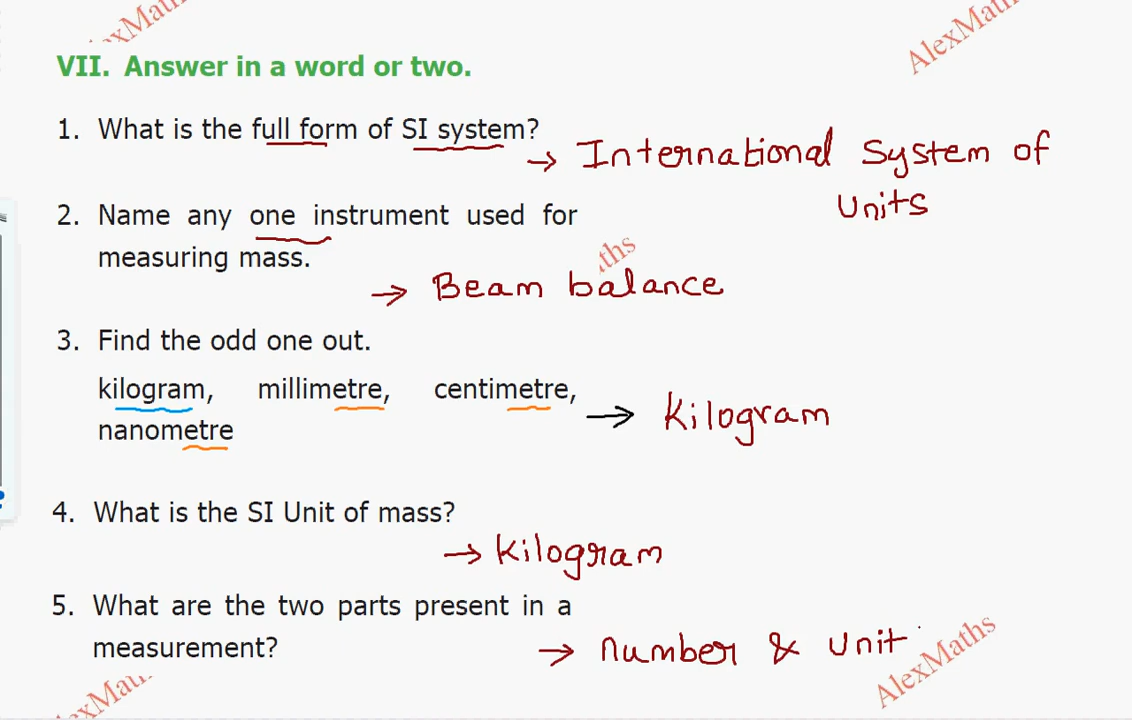 AlexMaths
AlexMath
VII. Answer in a word or two.
1. What is the full form of SI system?
→ International System of
Units
2. Name any one instrument used for
measuring mass.
ths
→ Beam balance
3. Find the odd one out.
kilogram, millimetre, centimetre,
nanometre
→ Kilogram
4. What is the SI Unit of mass?
→ Kilogram
5. What are the two parts present in a
measurement?
→ number & unit
AlexMaths
AlexMath